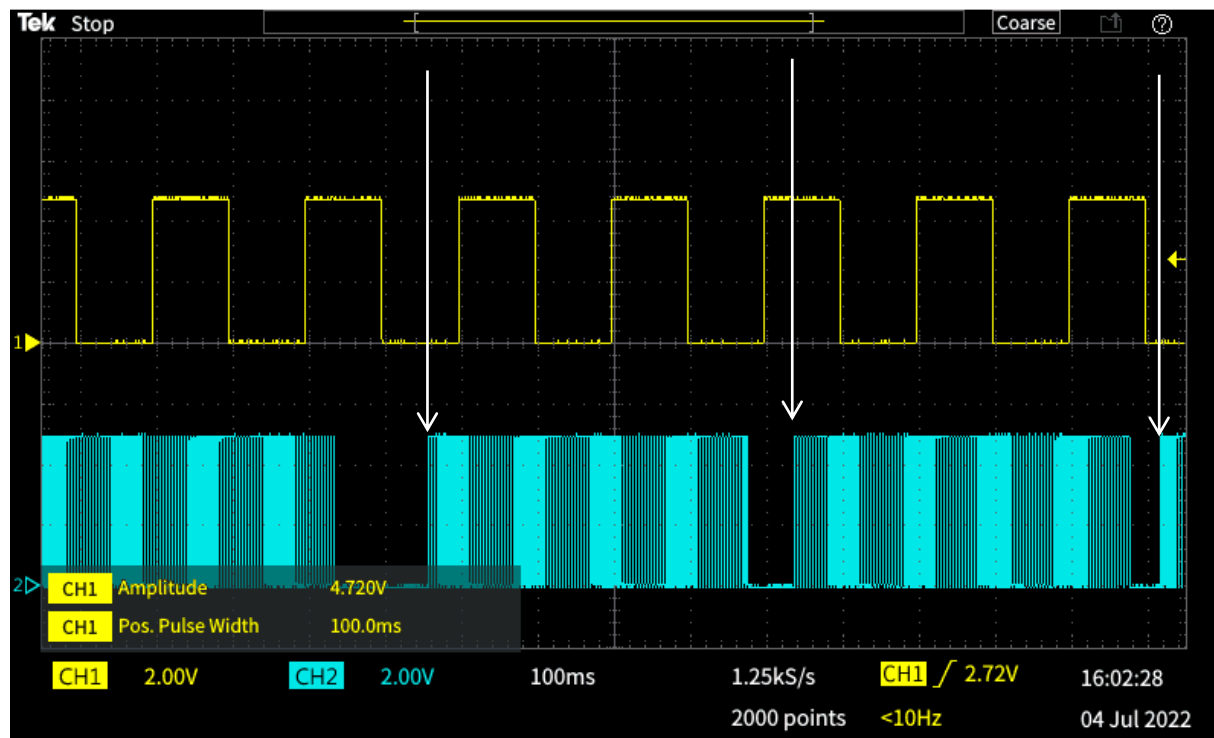 Tek Stop Coarse ?
1
2
CH1 Amplitude 4.720V
CH1 Pos. Pulse Width 100.0ms
CH1 2.00V CH2 2.00V 100ms 1.25kS/s CH1 2.72V 16:02:28
2000 points <10Hz 04 Jul 2022